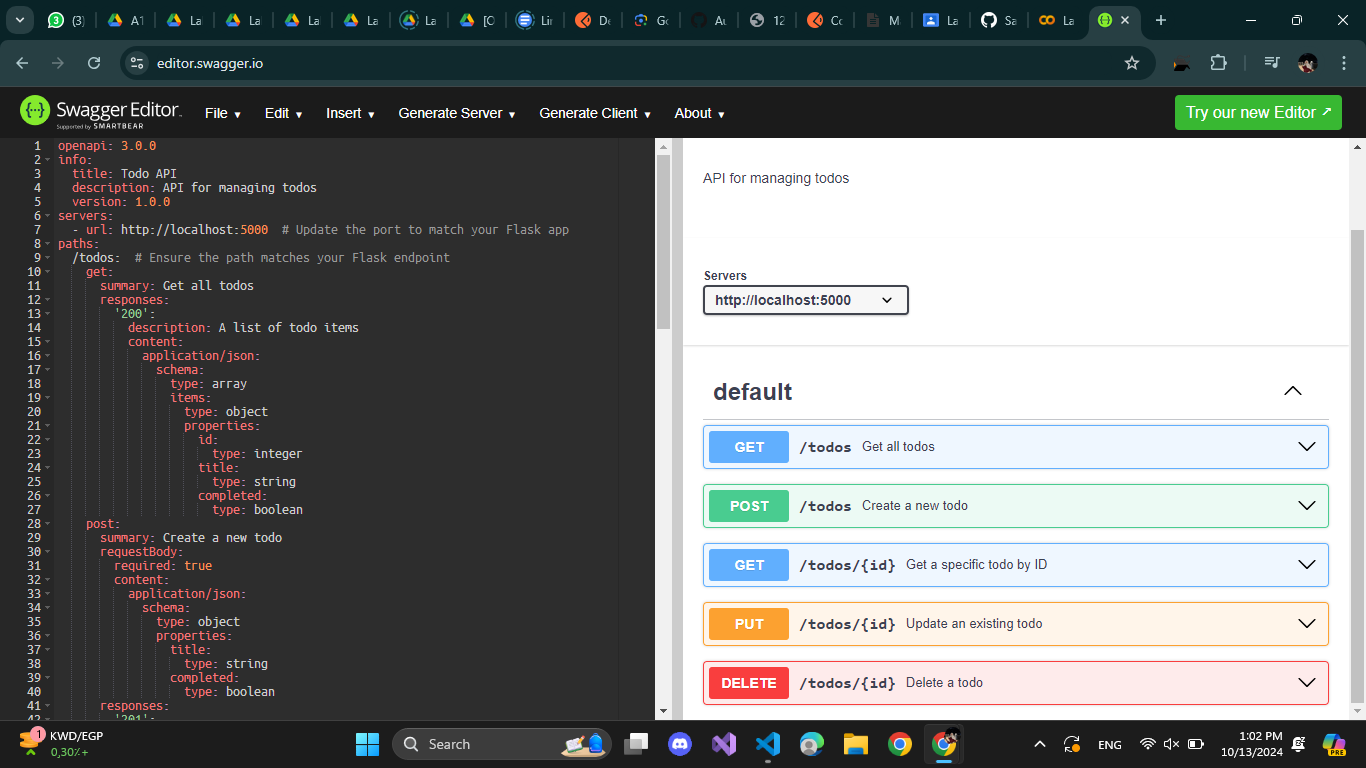 (3)
A1
La
La
La
La
La
[O
Lin
De
Go
Au
12
Co
M
La
Sa
La
editor.swagger.io
Swagger Editor
Supported by SMARTBEAR
File
Edit
Insert
Generate Server
Generate Client
About
Try our new Editor
1 openapi: 3.0.0
2 info:
3 title: Todo API
4 description: API for managing todos
5 version: 1.0.0
6 servers:
7 - url: http://localhost:5000 # Update the port to match your Flask app
8 paths:
9 /todos: # Ensure the path matches your Flask endpoint
10 get:
11 summary: Get all todos
12 responses:
13 '200':
14 description: A list of todo items
15 content:
16 application/json:
17 schema:
18 type: array
19 items:
20 type: object
21 properties:
22 id:
23 type: integer
24 title:
25 type: string
26 completed:
27 type: boolean
28 post:
29 summary: Create a new todo
30 requestBody:
31 required: true
32 content:
33 application/json:
34 schema:
35 type: object
36 properties:
37 title:
38 type: string
39 completed:
40 type: boolean
41 responses:
42 '201':
API for managing todos
Servers
http://localhost:5000
default
GET /todos Get all todos
POST /todos Create a new todo
GET /todos/{id} Get a specific todo by ID
PUT /todos/{id} Update an existing todo
DELETE /todos/{id} Delete a todo
1
KWD/EGP
0,30٪+
Search
ENG
1:02 PM
10/13/2024
PRE